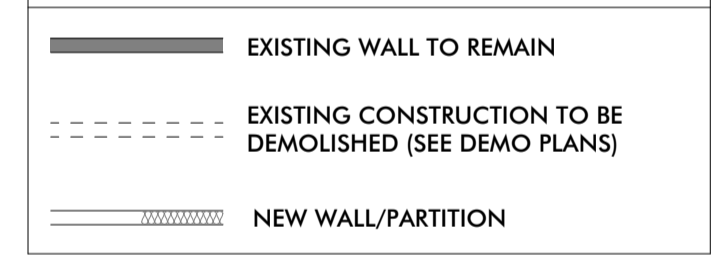 EXISTING WALL TO REMAIN
EXISTING CONSTRUCTION TO BE
DEMOLISHED (SEE DEMO PLANS)
NEW WALL/PARTITION